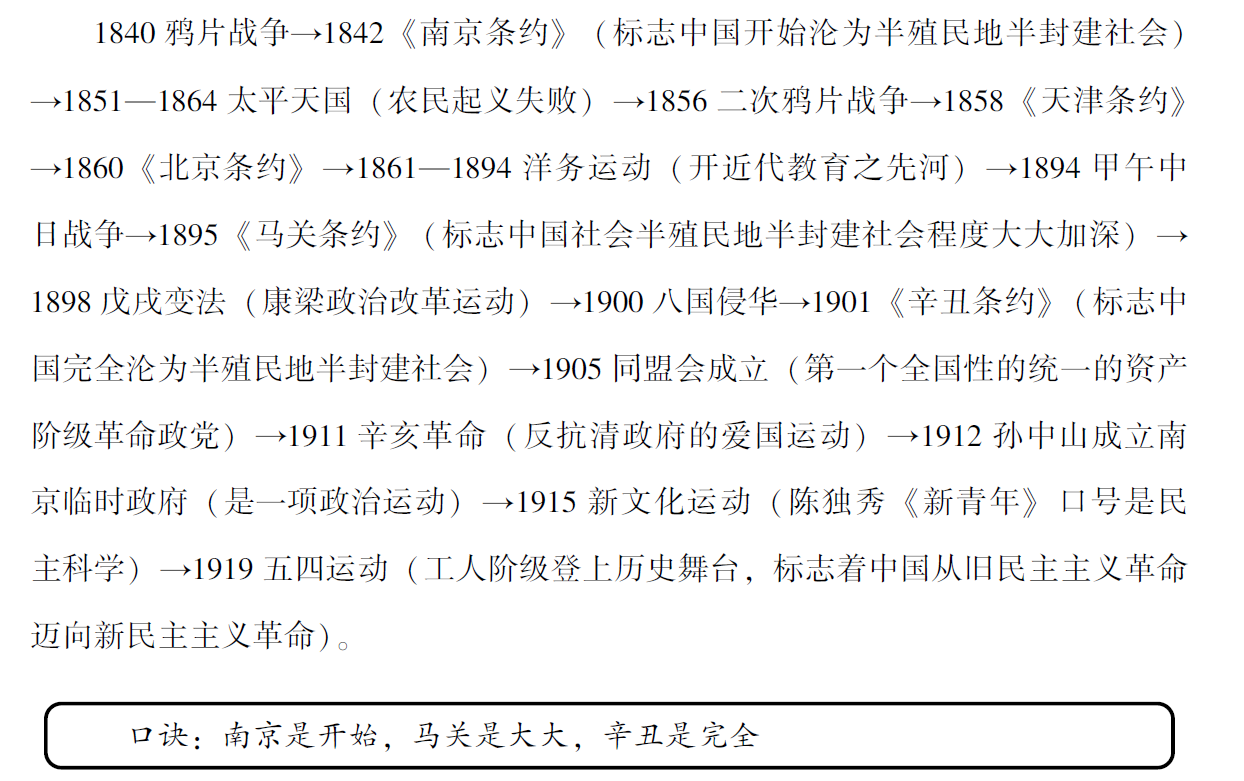 1840 鸦片战争→1842《南京条约》（标志中国开始沦为半殖民地半封建社会）
→1851—1864 太平天国（农民起义失败）→1856 二次鸦片战争→1858《天津条约》
→1860《北京条约》→1861—1894 洋务运动（开近代教育之先河）→1894 甲午中
日战争→1895《马关条约》（标志中国社会半殖民地半封建社会程度大大加深）→
1898 戊戌变法（康梁政治改革运动）→1900 八国侵华→1901《辛丑条约》（标志中
国完全沦为半殖民地半封建社会）→1905 同盟会成立（第一个全国性的统一的资产
阶级革命政党）→1911 辛亥革命（反抗清政府的爱国运动）→1912 孙中山成立南
京临时政府（是一项政治运动）→1915 新文化运动（陈独秀《新青年》口号是民
主科学）→1919 五四运动（工人阶级登上历史舞台，标志着中国从旧民主主义革命
迈向新民主主义革命）。
口诀：南京是开始，马关是大大，辛丑是完全